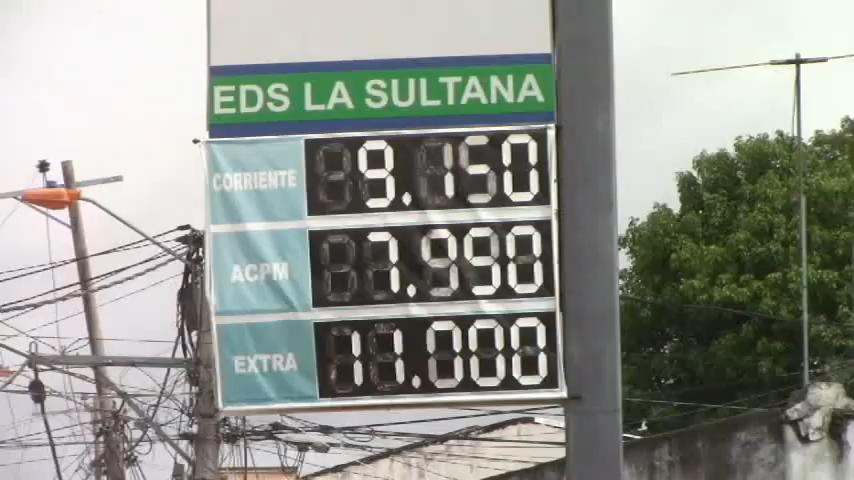 EDS LA SULTANA
CORRIENTE 9.150
ACPM 7.990
EXTRA 11.000